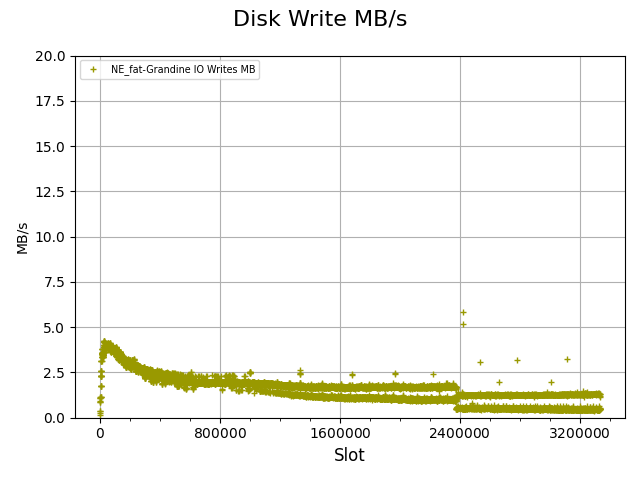 Disk Write MB/s
20.0
NE_fat-Grandine IO Writes MB
17.5
15.0
12.5
10.0
7.5
5.0
2.5
0.0
MB/s
0 800000 1600000 2400000 3200000
Slot